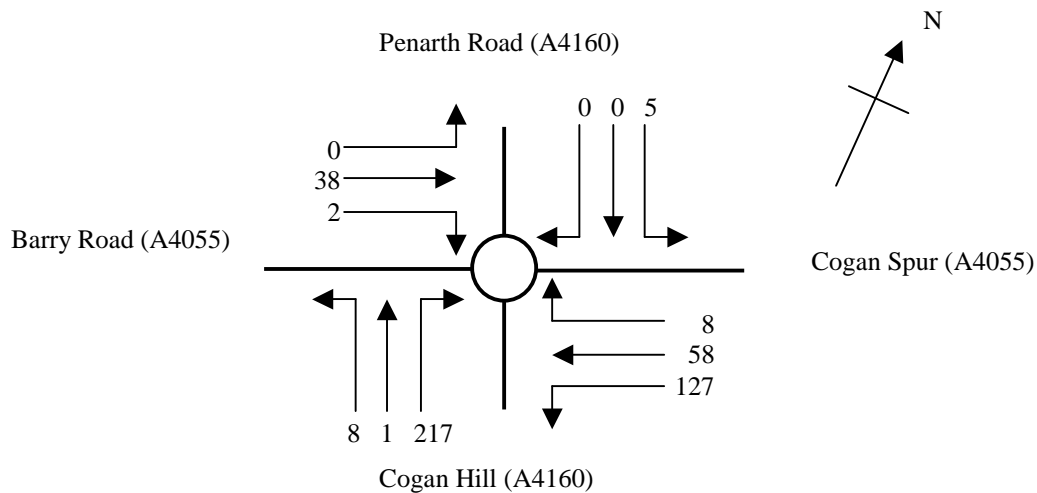 N
Penarth Road (A4160)
0 0 5
0
38
2
Barry Road (A4055)
Cogan Spur (A4055)
8
58
127
8 1 217
Cogan Hill (A4160)